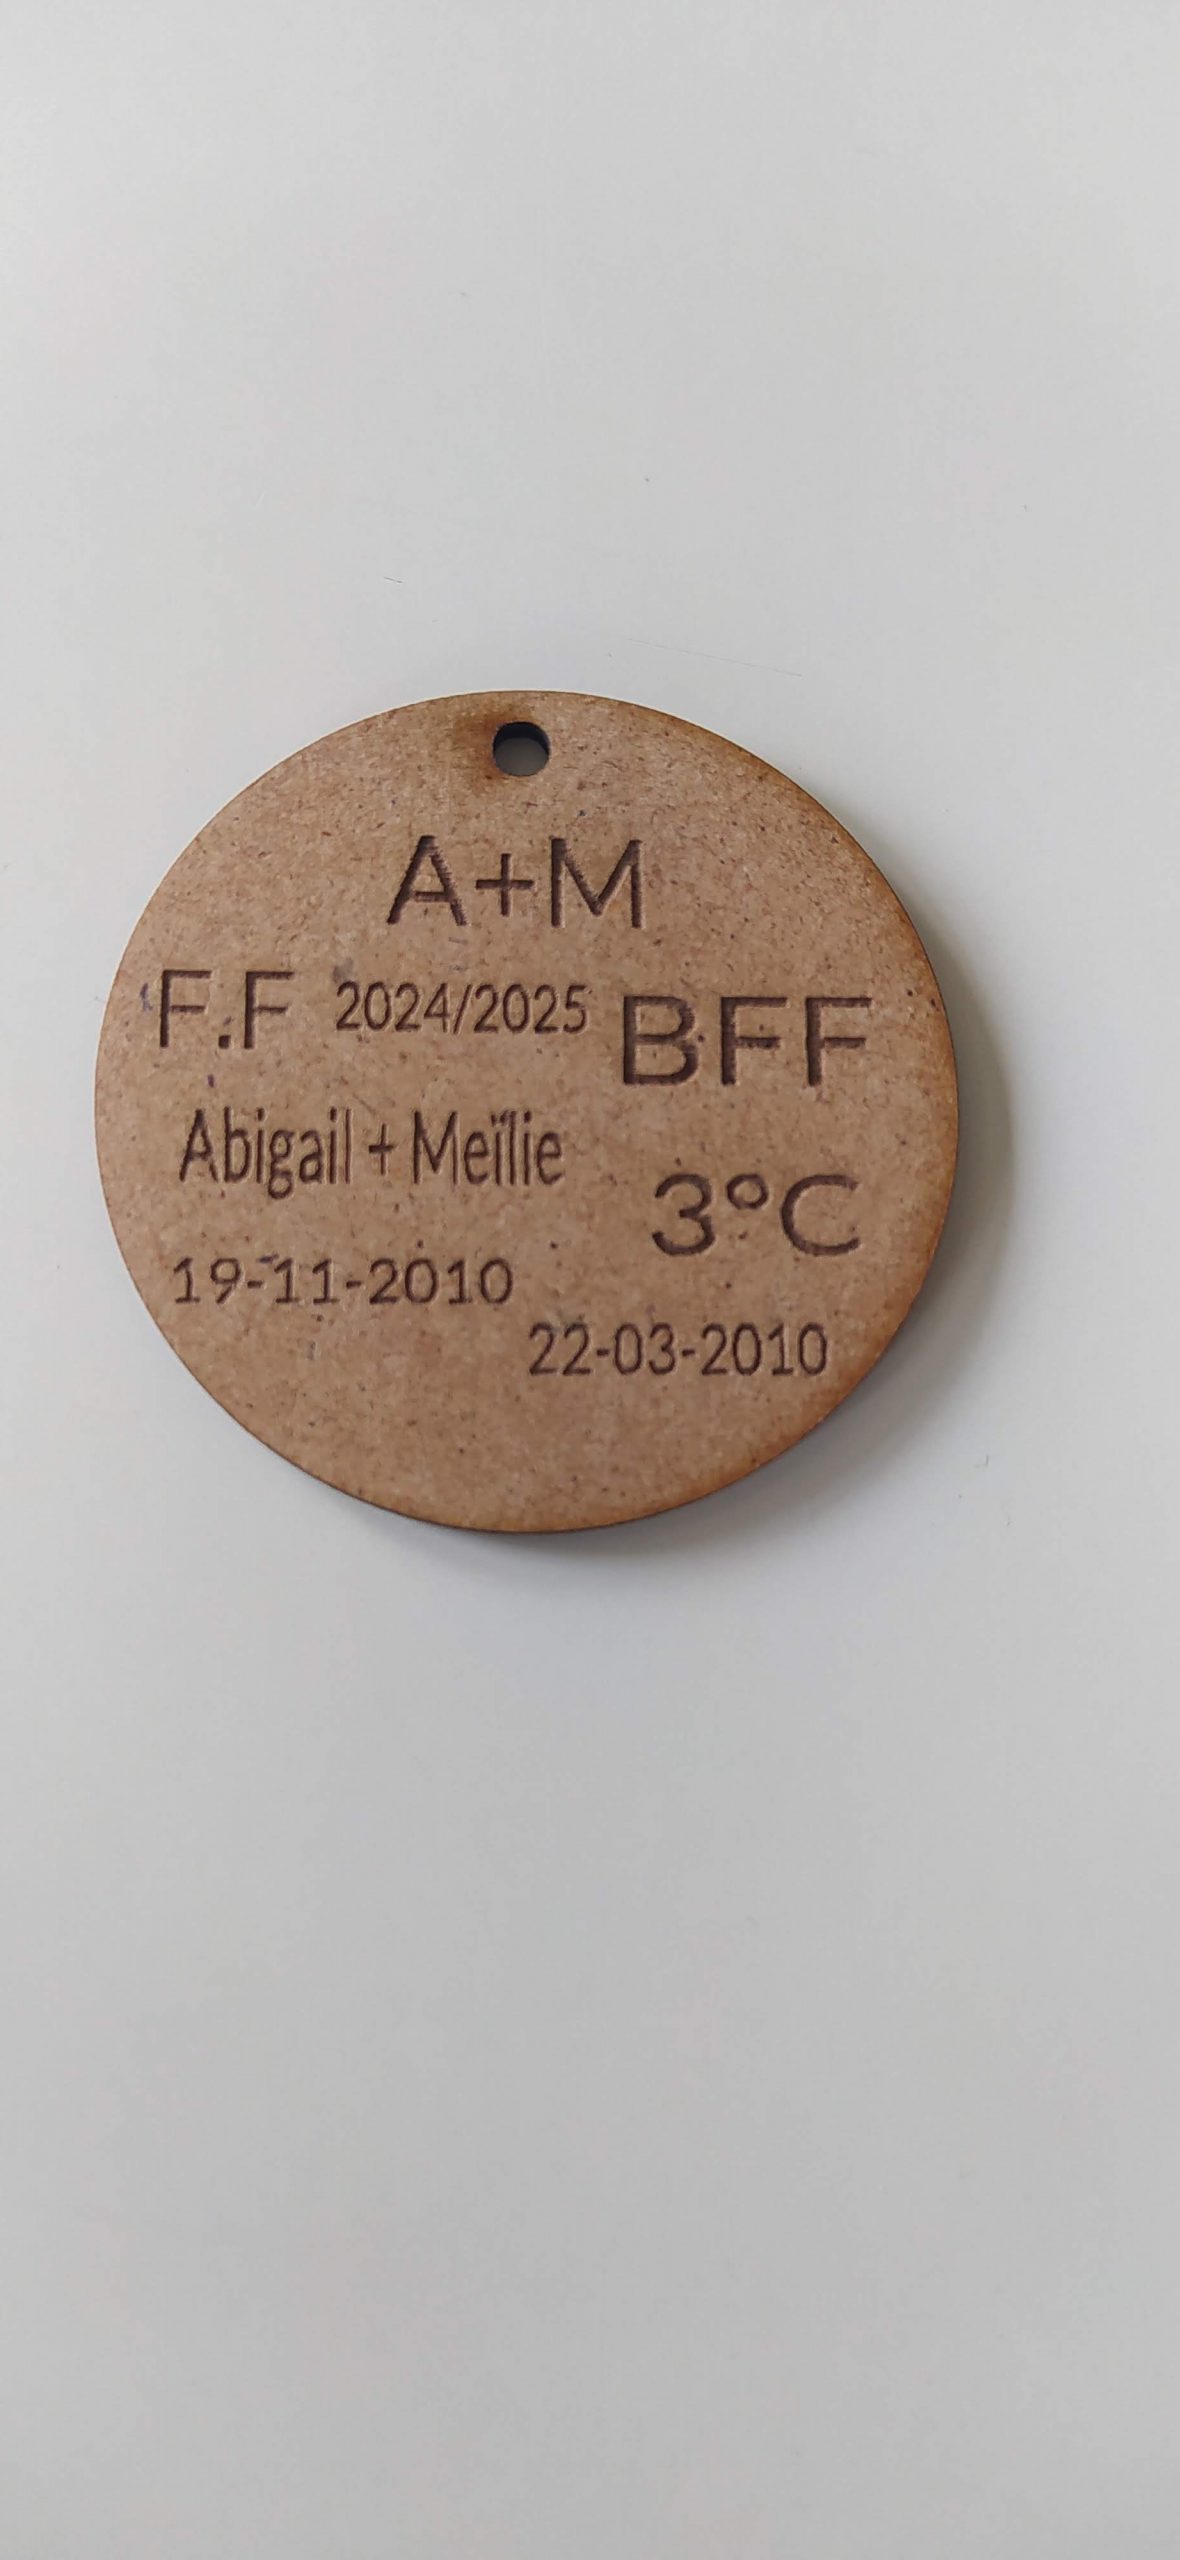 A+M
F.F 2024/2025 BFF
Abigail + Meïlie
3°C
19-11-2010
22-03-2010